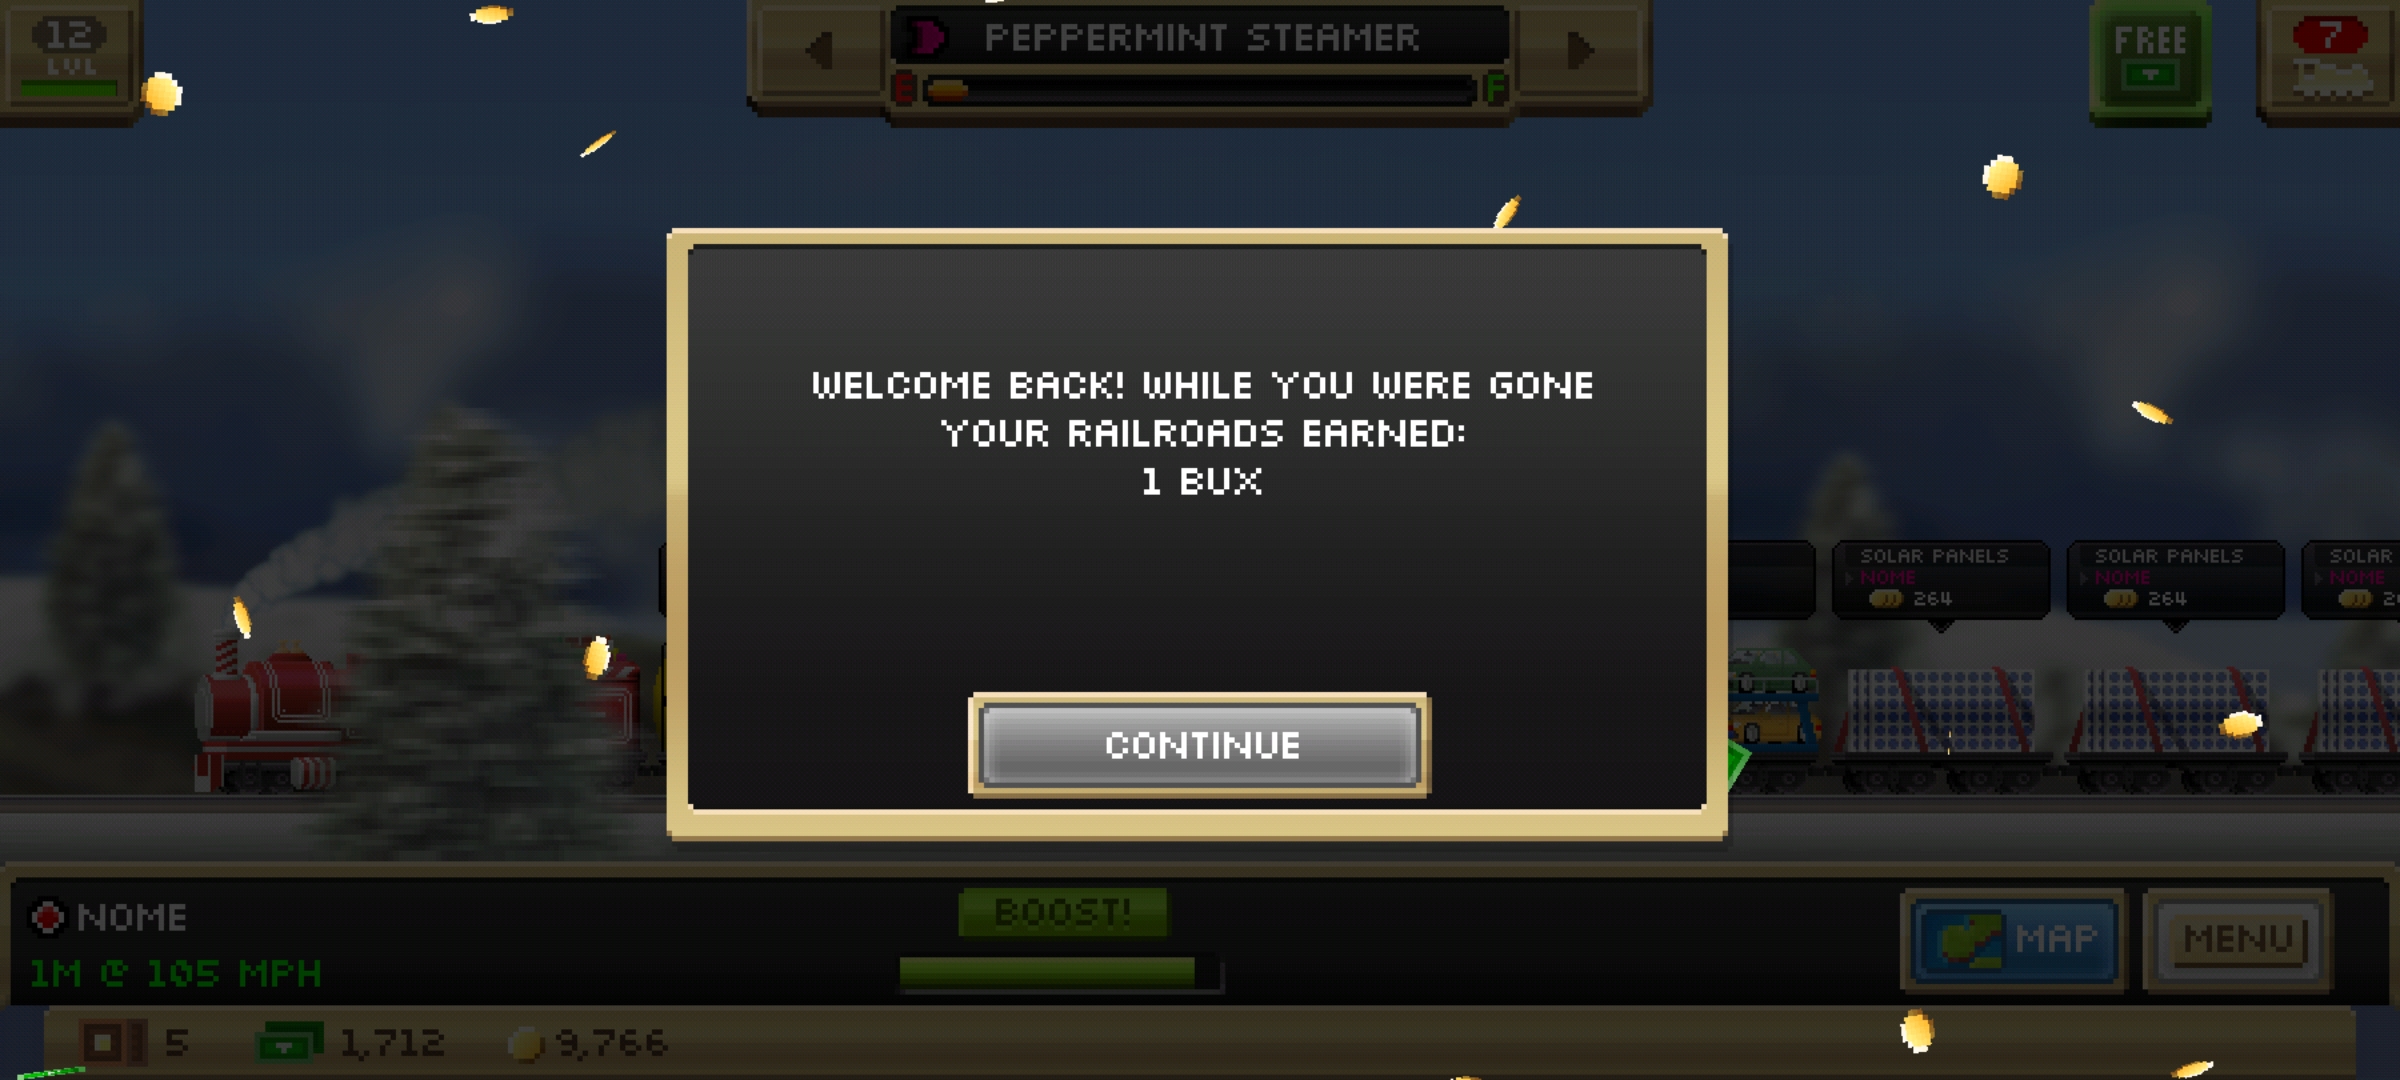 12
LVL
PEPPERMINT STEAMER
E
F
FREE
7
WELCOME BACK! WHILE YOU WERE GONE
YOUR RAILROADS EARNED:
1 BUX
CONTINUE
SOLAR PANELS
NOME
264
SOLAR PANELS
NOME
264
SOLAR
NOME
NOME
1M @ 105 MPH
BOOST!
MAP
MENU
5
1,712
9,766